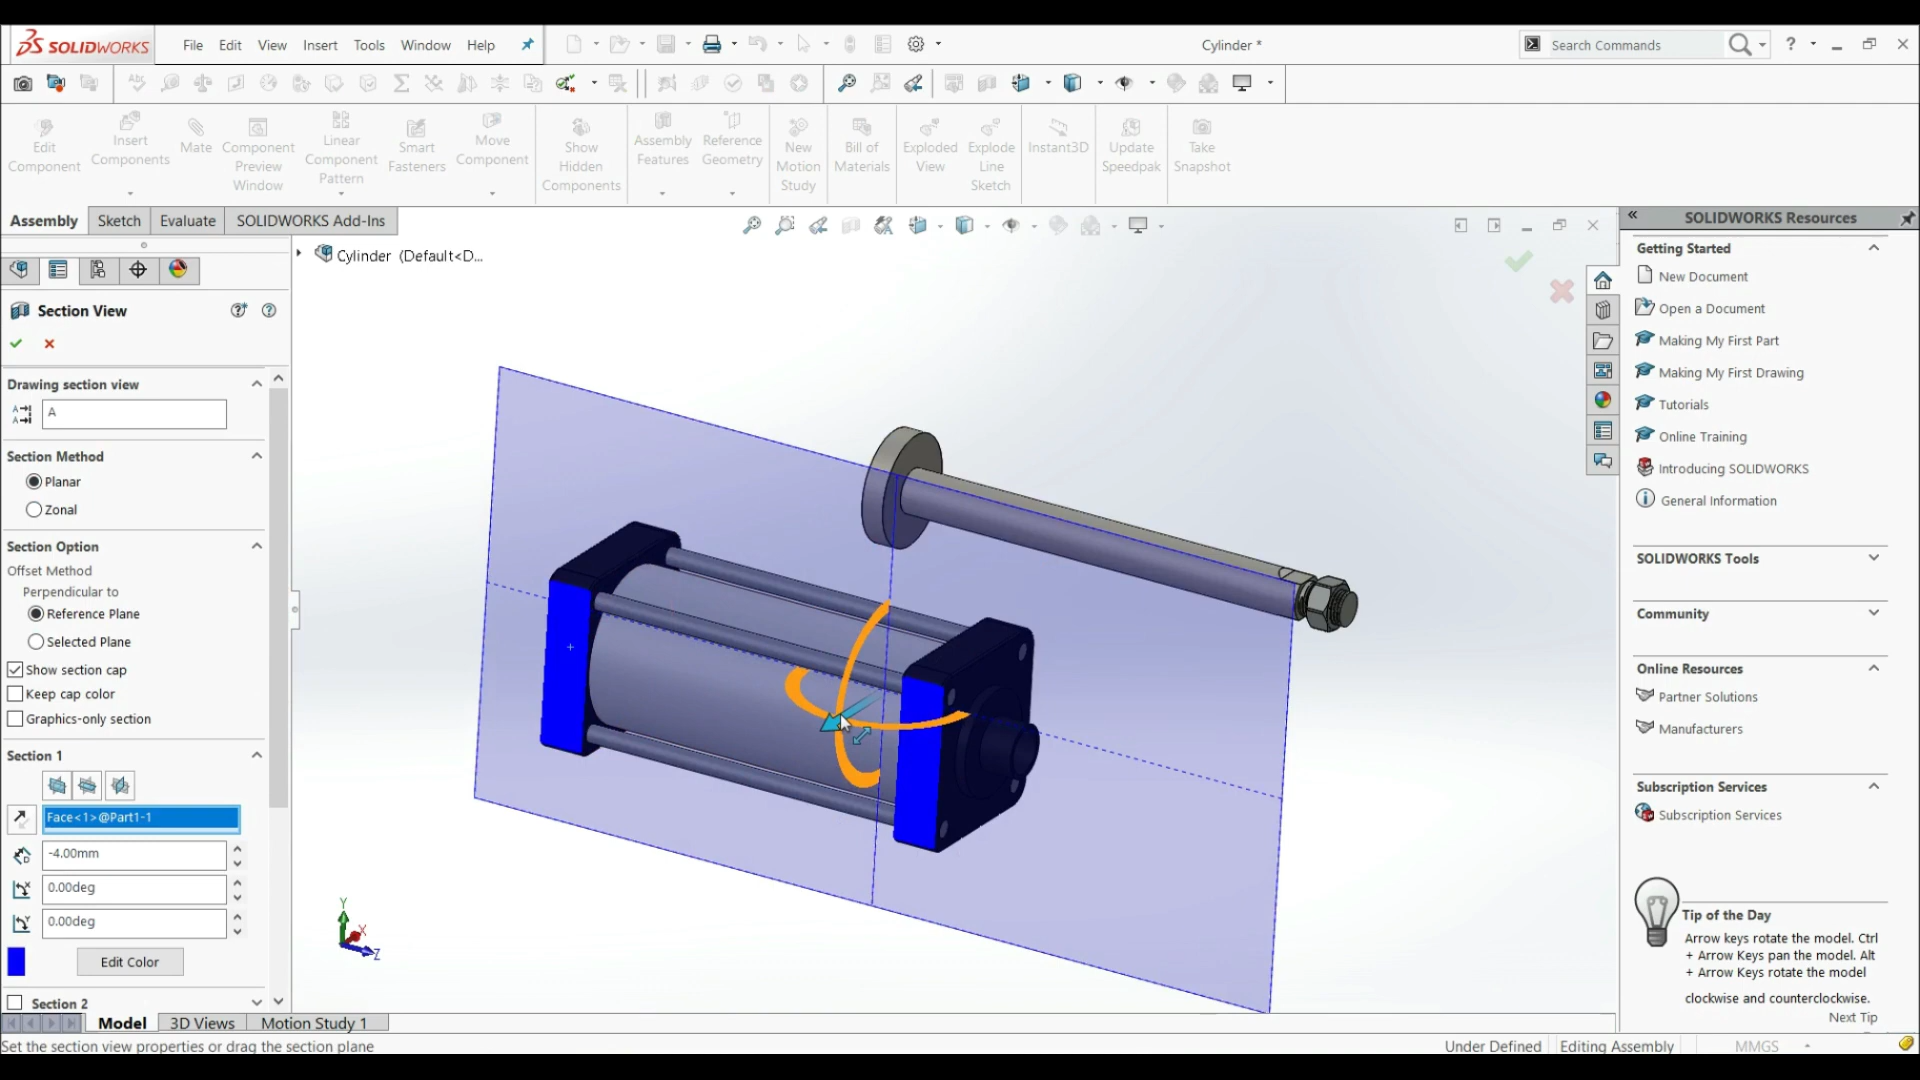 SOLIDWORKS
File Edit View Insert Tools Window Help
Cylinder *
Search Commands
?
Edit Component
Insert Components
Mate
Component Preview Window
Linear Component Pattern
Smart Fasteners
Move Component
Show Hidden Components
Assembly Features
Reference Geometry
New Motion Study
Bill of Materials
Exploded View
Explode Line Sketch
Instant3D
Update Speedpak
Take Snapshot
Assembly Sketch Evaluate SOLIDWORKS Add-Ins
Cylinder (Default<D...
Section View
Drawing section view
A
Section Method
Planar
Zonal
Section Option
Offset Method
Perpendicular to
Reference Plane
Selected Plane
Show section cap
Keep cap color
Graphics-only section
Section 1
Face<1>@Part1-1
-4.00mm
0.00deg
0.00deg
Edit Color
Section 2
Y
X
Z
Model 3D Views Motion Study 1
Set the section view properties or drag the section plane
Under Defined Editing Assembly MMGS
SOLIDWORKS Resources
Getting Started
New Document
Open a Document
Making My First Part
Making My First Drawing
Tutorials
Online Training
Introducing SOLIDWORKS
General Information
SOLIDWORKS Tools
Community
Online Resources
Partner Solutions
Manufacturers
Subscription Services
Subscription Services
Tip of the Day
Arrow keys rotate the model. Ctrl
+ Arrow Keys pan the model. Alt
+ Arrow Keys rotate the model
clockwise and counterclockwise.
Next Tip